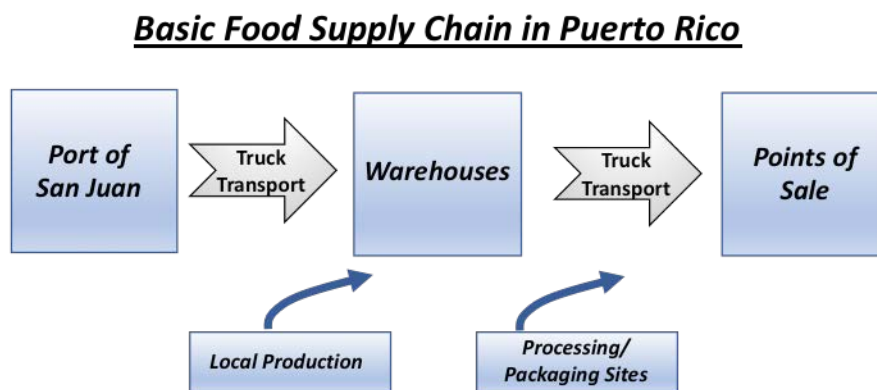 Basic Food Supply Chain in Puerto Rico
Port of
San Juan
Truck
Transport
Warehouses
Truck
Transport
Points of
Sale
Local Production
Processing/
Packaging Sites